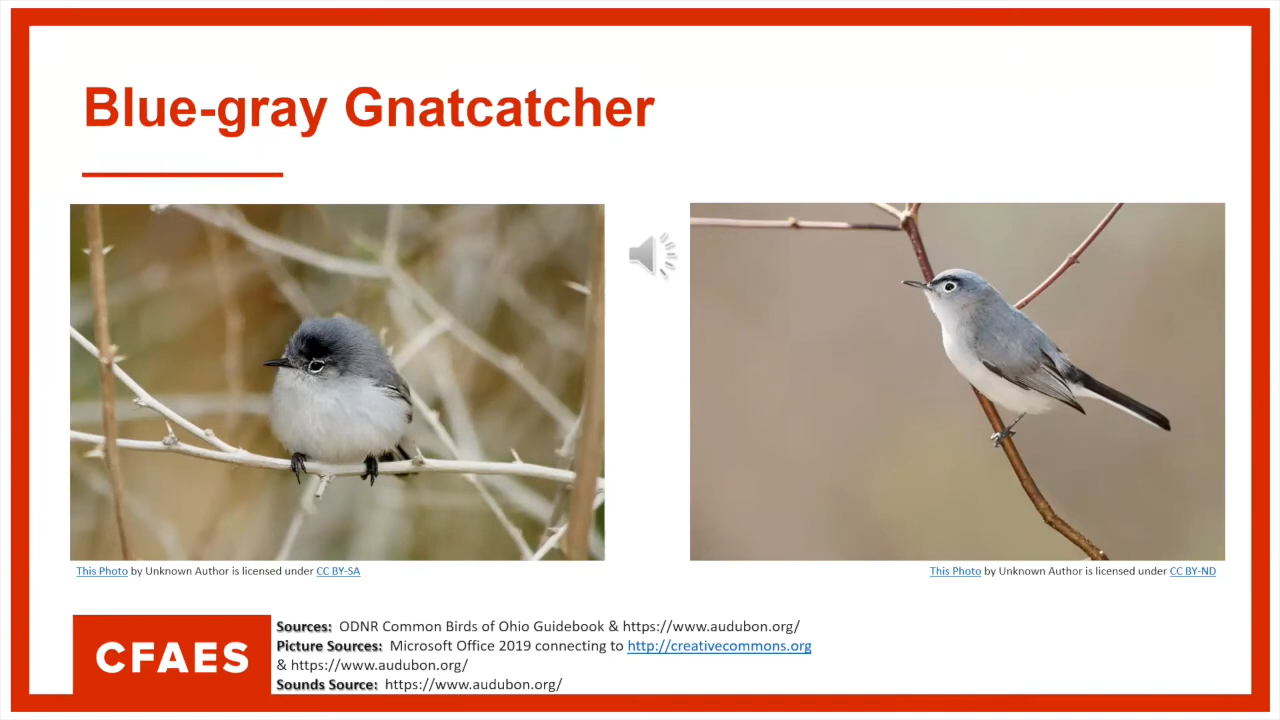 Blue-gray Gnatcatcher
This Photo by Unknown Author is licensed under CC BY-SA
This Photo by Unknown Author is licensed under CC BY-ND
CFAES
Sources: ODNR Common Birds of Ohio Guidebook & https://www.audubon.org/
Picture Sources: Microsoft Office 2019 connecting to http://creativecommons.org
& https://www.audubon.org/
Sounds Source: https://www.audubon.org/